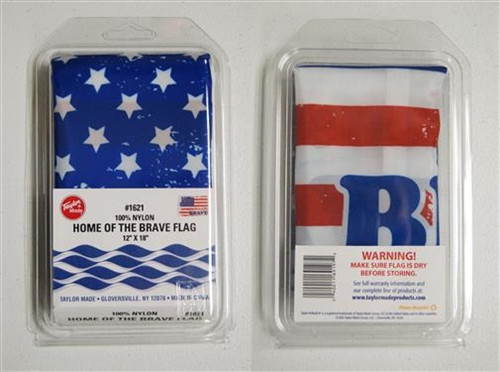 Taylor
Made
#1621
100% NYLON
HOME OF THE BRAVE FLAG
12" X 18"
TAYLOR MADE • GLOVERSVILLE, NY 12078 • MADE IN CHINA
100% NYLON
#1621
HOME OF THE BRAVE FLAG
B
WARNING!
MAKE SURE FLAG IS DRY
BEFORE STORING.
See full warranty information and
our complete line of products at:
www.taylormadeproducts.com
Please Recycle